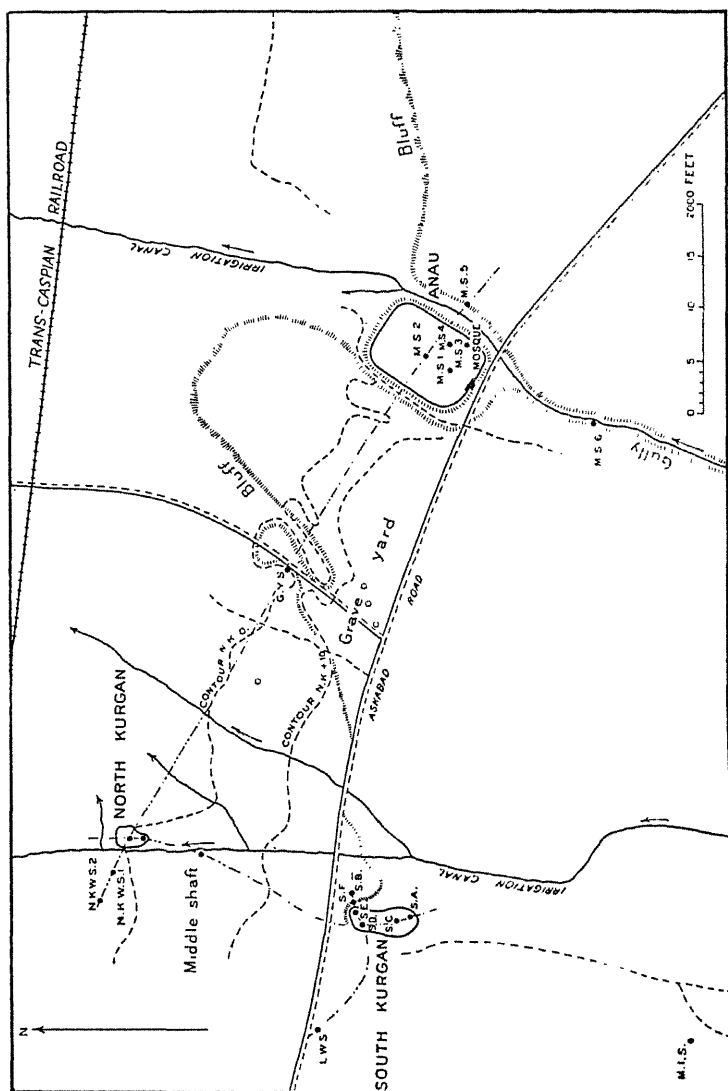 TRANS-CASPIAN RAILROAD
IRRIGATION CANAL
Bluff
Bluff
ANAU
M.S.5
M.S 2
M.S 1
M.S 4
M.S 3
MOSQUE
M.S 6
Gully
0 5 10 15 2000 FEET
G.Y.S
Grave yard
ASKABAD ROAD
CONTOUR N.K 0.
CONTOUR N.K +10
NORTH KURGAN
N.K W.S.2
N.K W.S.1
Middle shaft
S.F
S.B.
S.E
S.D.
S.C
S.A.
SOUTH KURGAN
IRRIGATION CANAL
L W S
M.I.S.
N